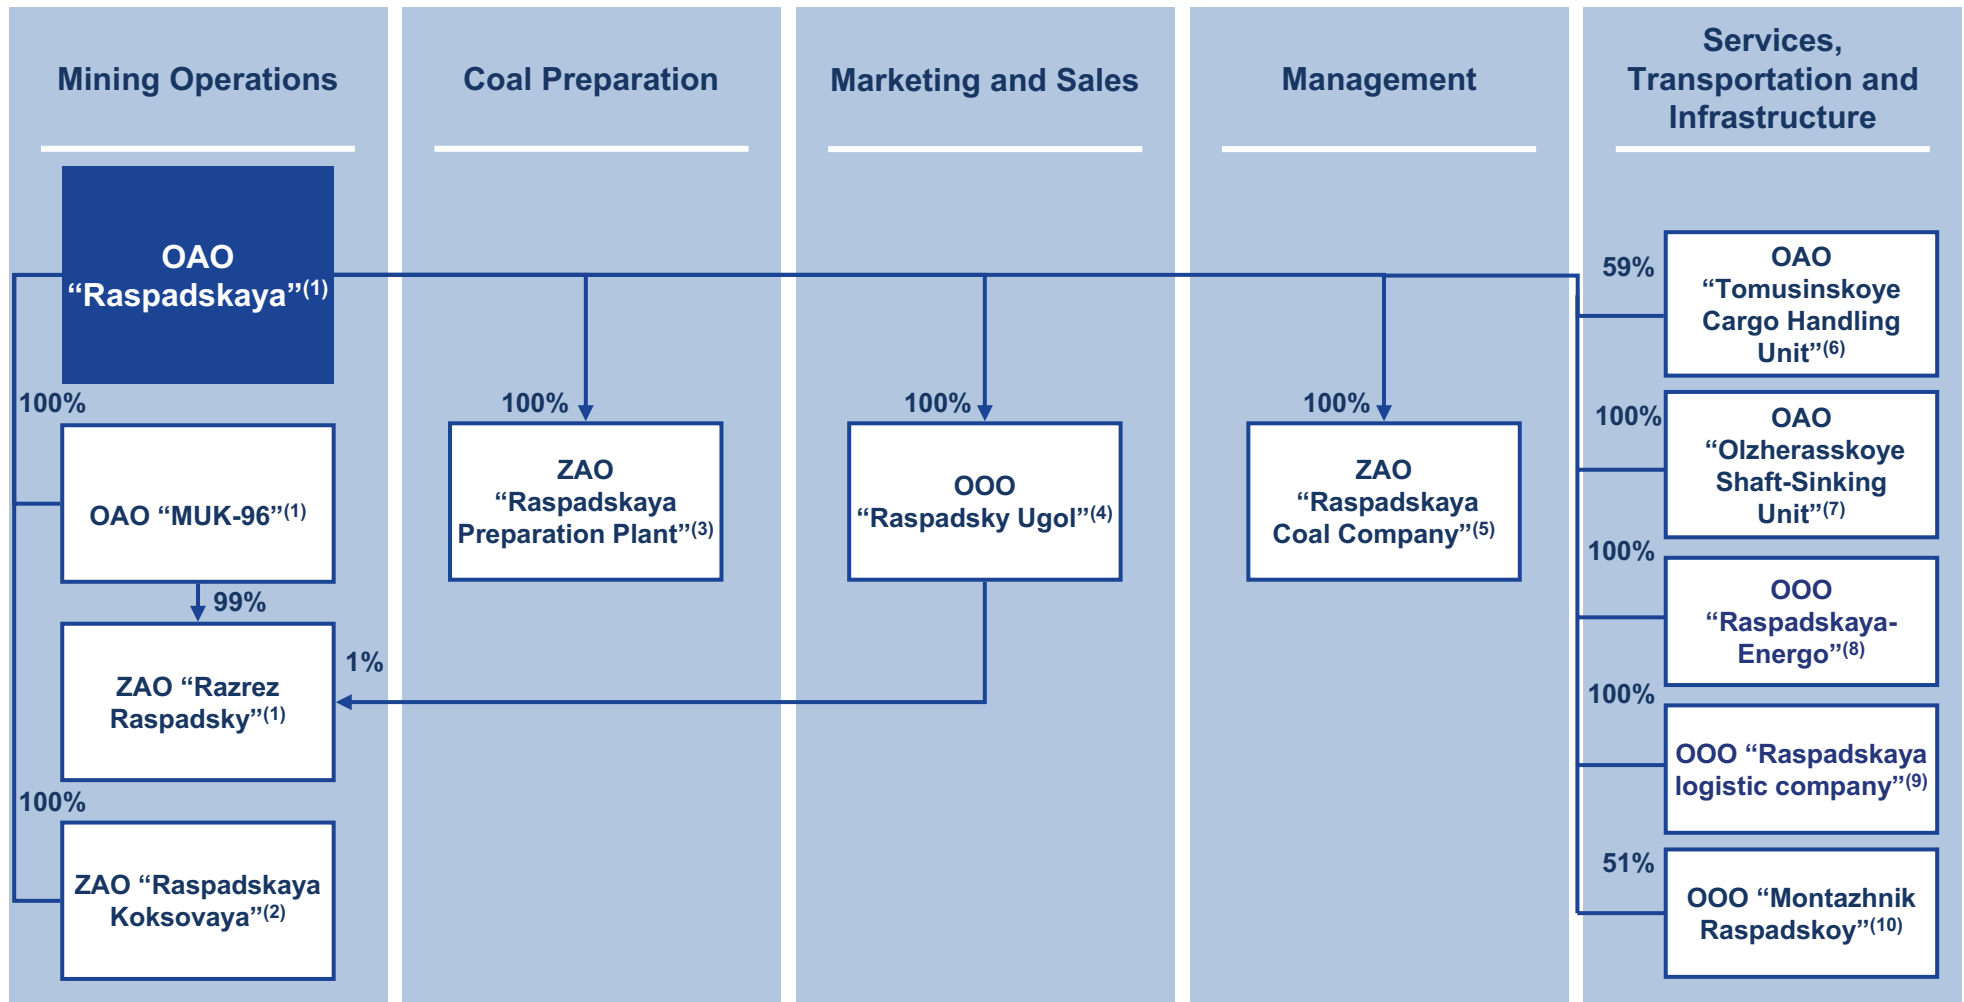 Mining Operations
Coal Preparation
Marketing and Sales
Management
Services,
Transportation and
Infrastructure
OAO
“Raspadskaya”(1)
100%
OAO “MUK-96”(1)
99%
ZAO “Razrez
Raspadsky”(1)
1%
100%
ZAO “Raspadskaya
Koksovaya”(2)
100%
ZAO
“Raspadskaya
Preparation Plant”(3)
100%
OOO
“Raspadsky Ugol”(4)
100%
ZAO
“Raspadskaya
Coal Company”(5)
59%
OAO
“Tomusinskoye
Cargo Handling
Unit”(6)
100%
OAO
“Olzherasskoye
Shaft-Sinking
Unit”(7)
100%
OOO
“Raspadskaya-
Energo”(8)
100%
OOO “Raspadskaya
logistic company”(9)
51%
OOO “Montazhnik
Raspadskoy”(10)